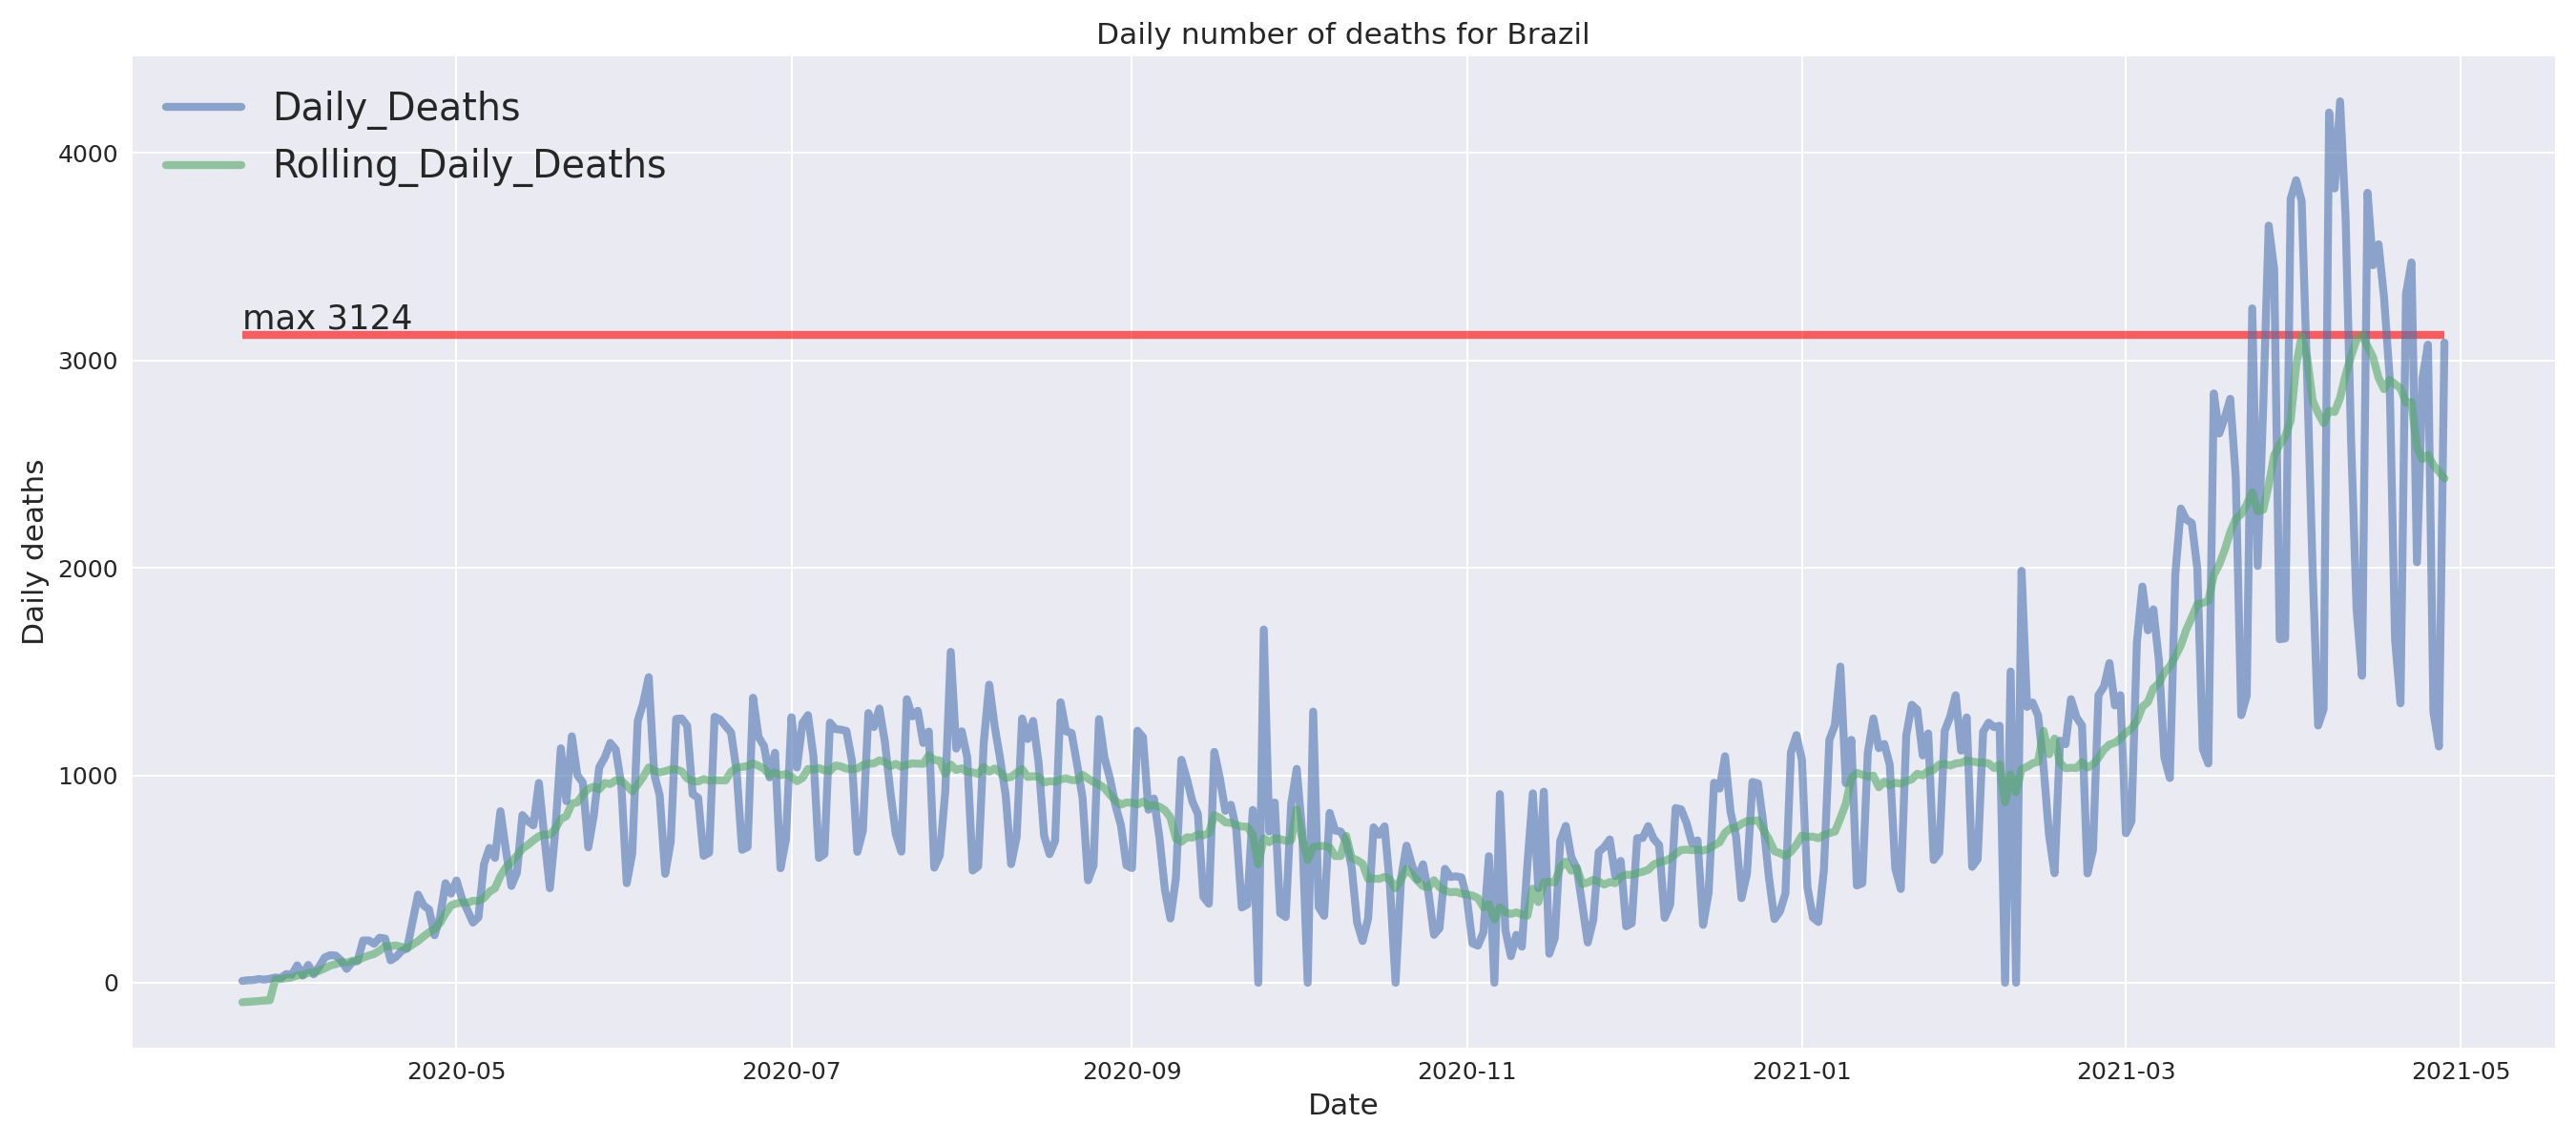 Daily number of deaths for Brazil
Daily_Deaths
Rolling_Daily_Deaths
max 3124
4000
3000
2000
1000
0
Daily deaths
2020-05 2020-07 2020-09 2020-11 2021-01 2021-03 2021-05
Date